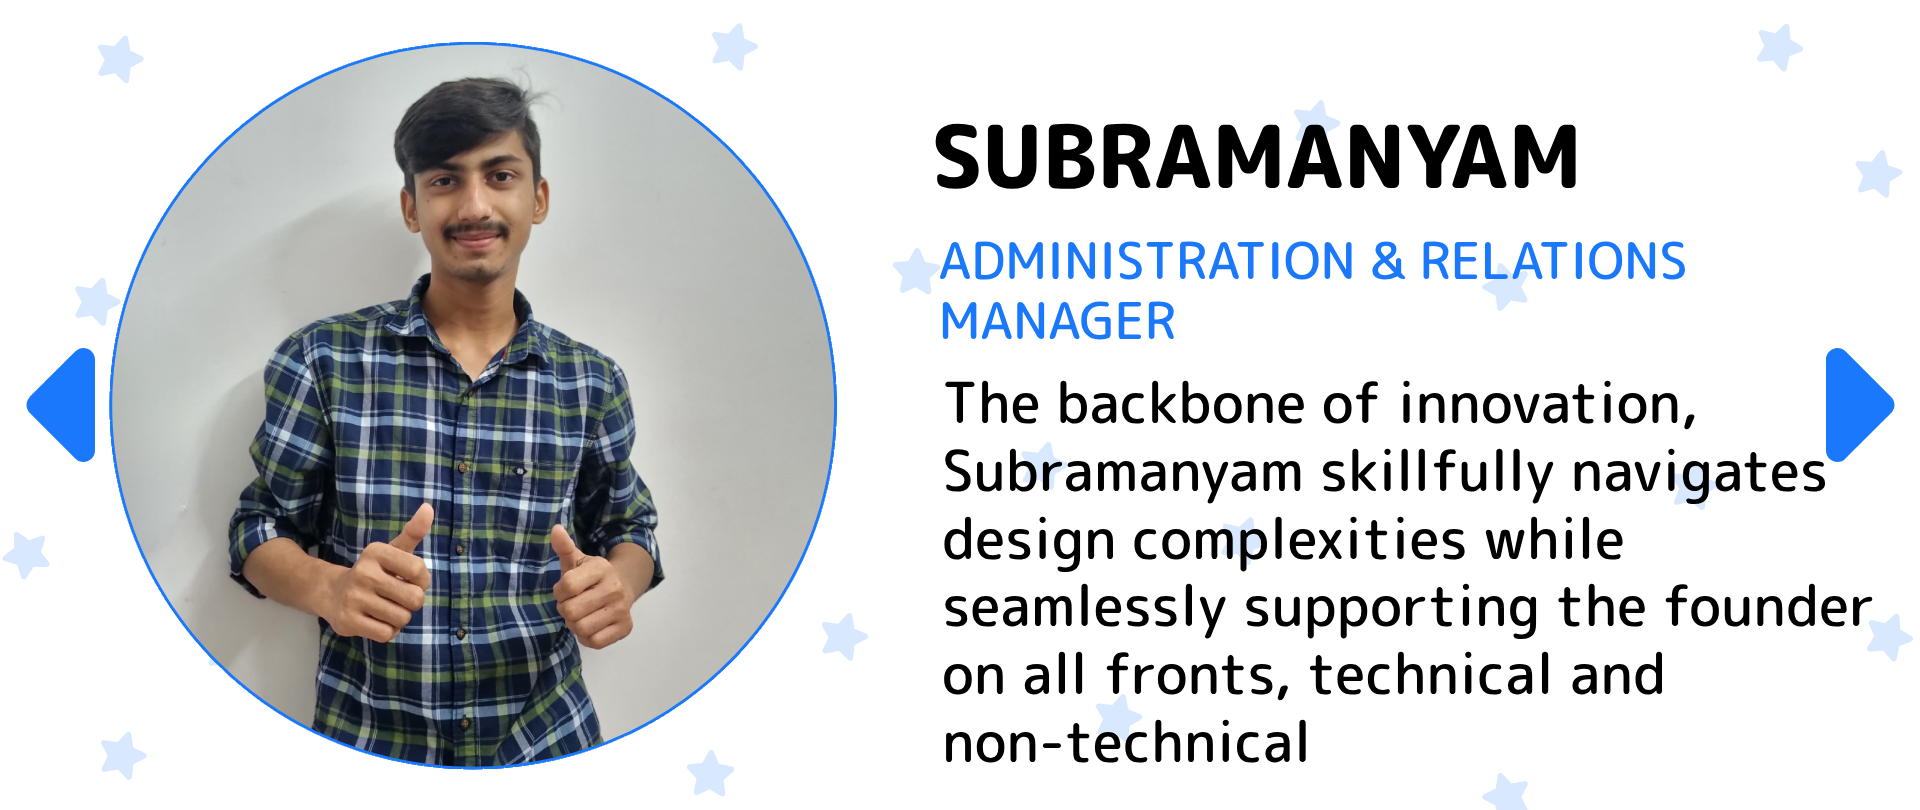 SUBRAMANYAM
ADMINISTRATION & RELATIONS
MANAGER
The backbone of innovation,
Subramanyam skillfully navigates
design complexities while
seamlessly supporting the founder
on all fronts, technical and
non-technical